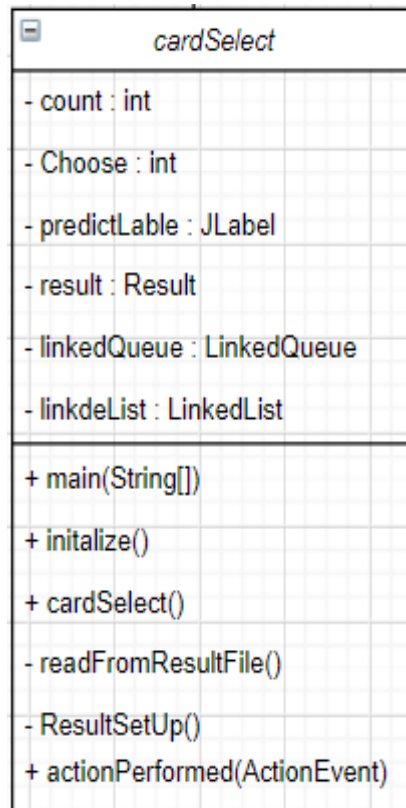 cardSelect
- count : int
- Choose : int
- predictLable : JLabel
- result : Result
- linkedQueue : LinkedQueue
- linkdeList : LinkedList
+ main(String[])
+ initalize()
+ cardSelect()
- readFromResultFile()
- ResultSetUp()
+ actionPerformed(ActionEvent)